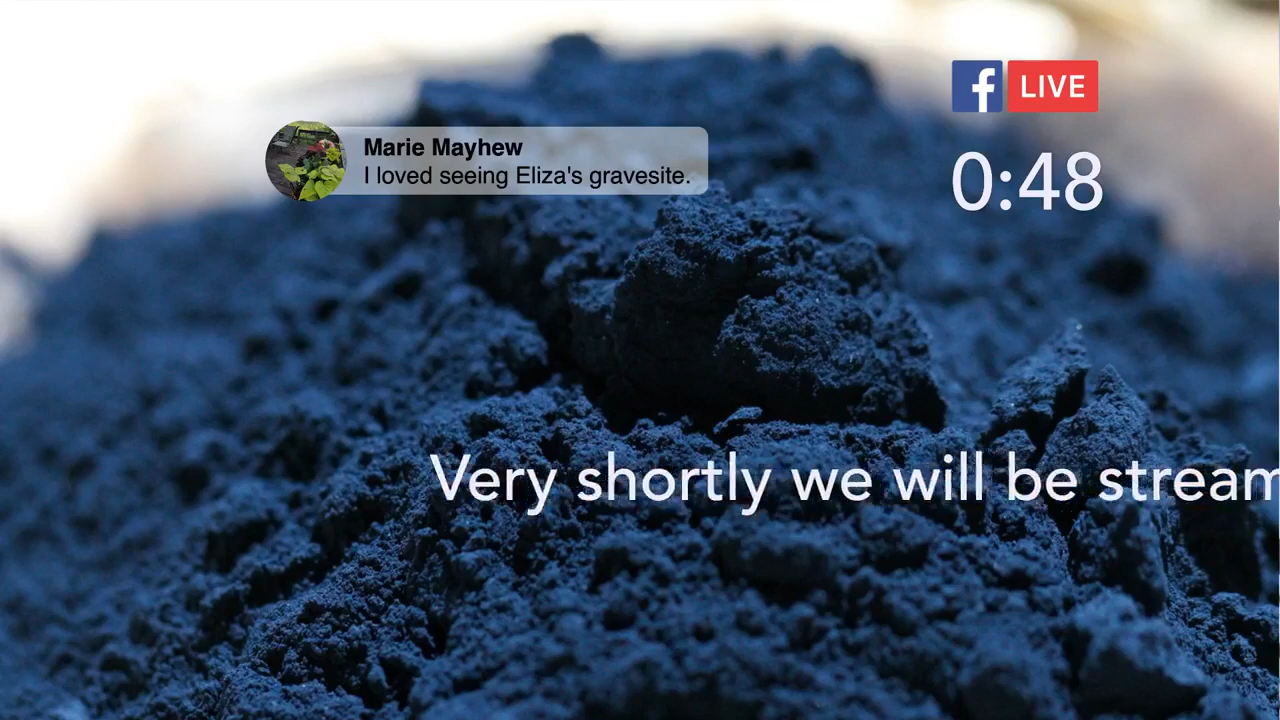 f LIVE
Marie Mayhew
I loved seeing Eliza's gravesite.
0:48
Very shortly we will be stream